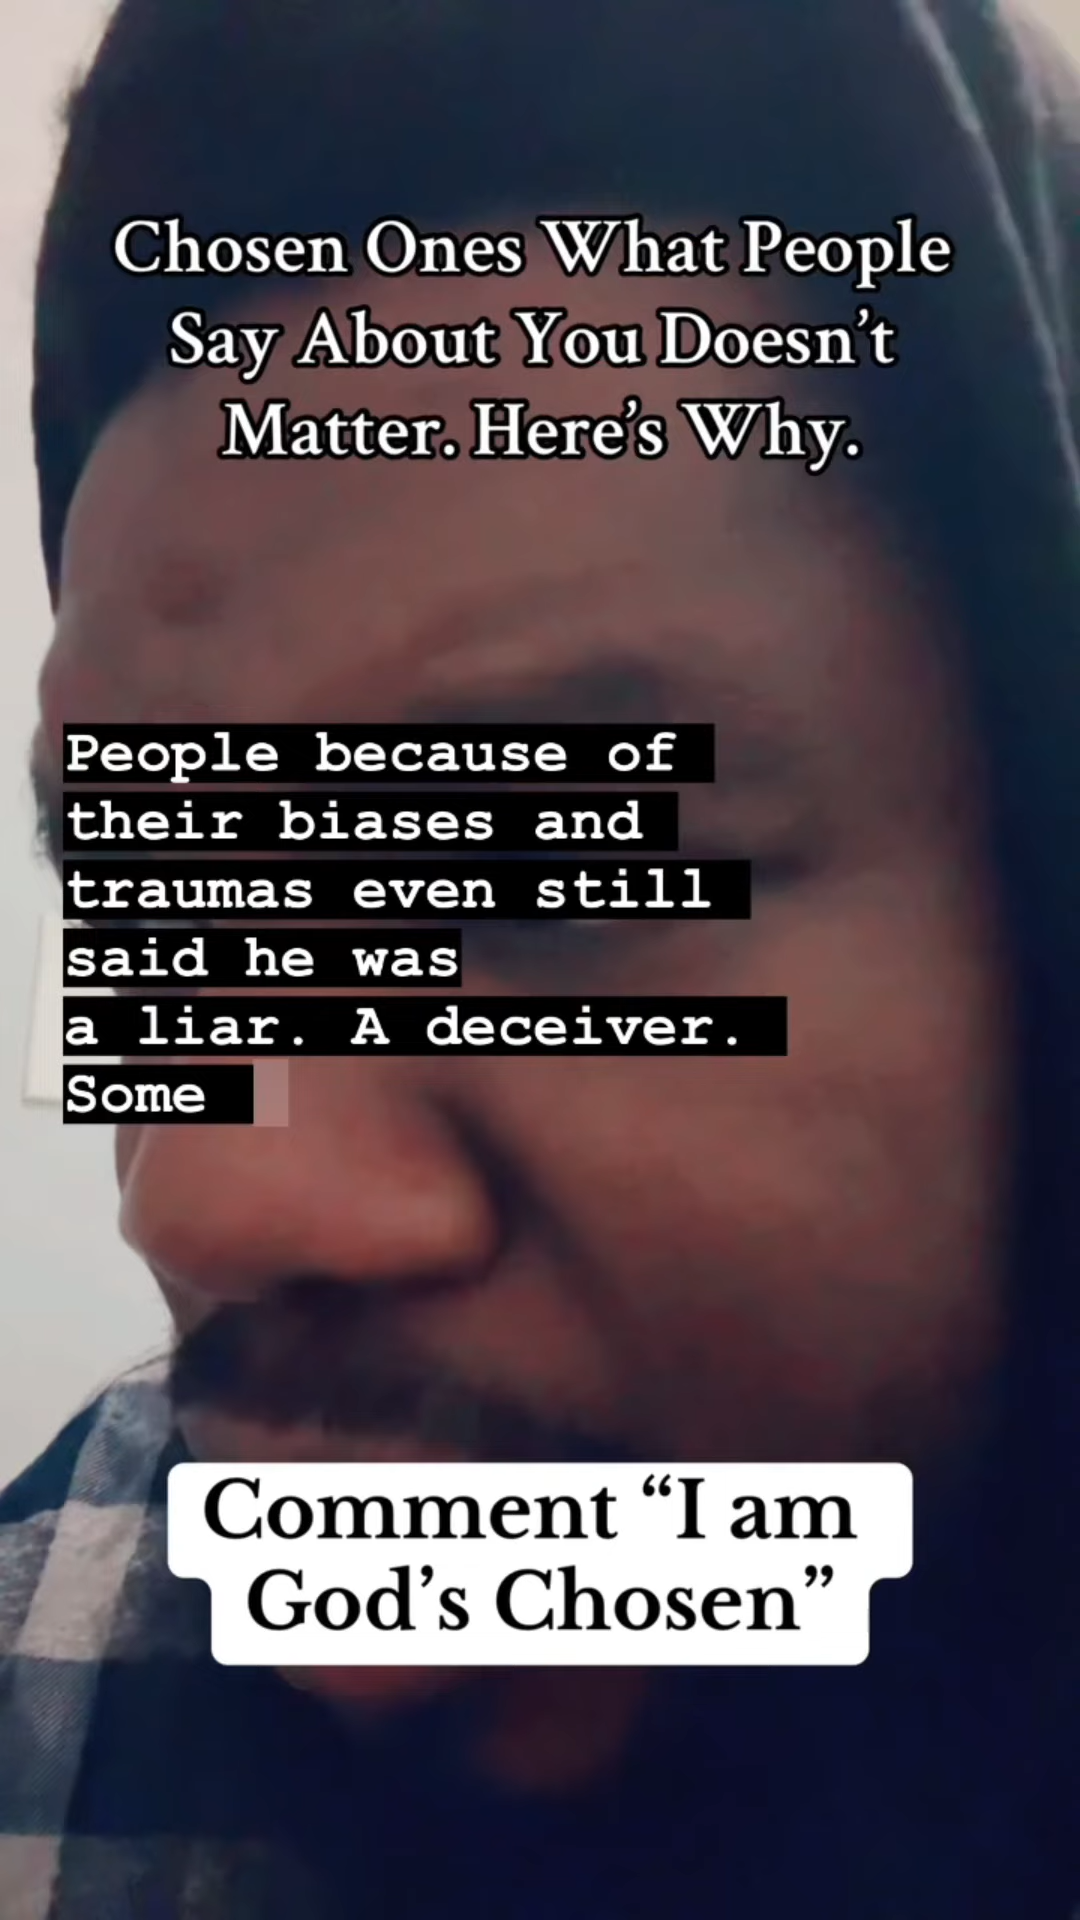 Chosen Ones What People
Say About You Doesn’t
Matter. Here’s Why.
People because of
their biases and
traumas even still
said he was
a liar. A deceiver.
Some
Comment “I am
God’s Chosen”